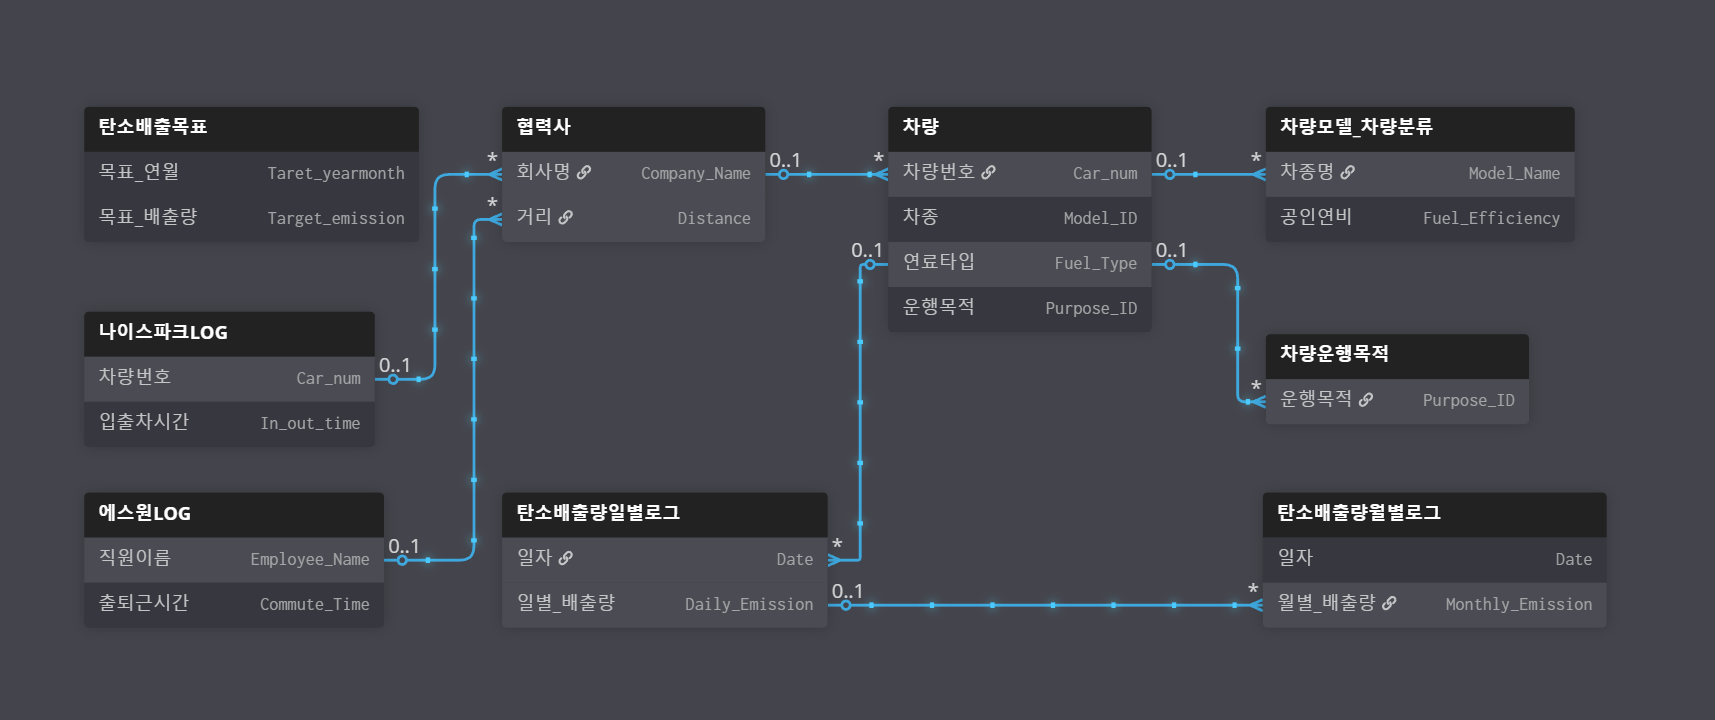 탄소배출목표
목표_연월 Taret_yearmonth
목표_배출량 Target_emission
협력사
* 회사명 Company_Name 0..1
* 거리 Distance
차량
* 차량번호 Car_num 0..1
차종 Model_ID
0..1 연료타입 Fuel_Type 0..1
운행목적 Purpose_ID
차량모델_차량분류
* 차종명 Model_Name
공인연비 Fuel_Efficiency
나이스파크LOG
차량번호 Car_num 0..1
입출차시간 In_out_time
차량운행목적
* 운행목적 Purpose_ID
에스원LOG
직원이름 Employee_Name 0..1
출퇴근시간 Commute_Time
탄소배출량일별로그
일자 Date *
일별_배출량 Daily_Emission 0..1
탄소배출량월별로그
일자 Date
* 월별_배출량 Monthly_Emission